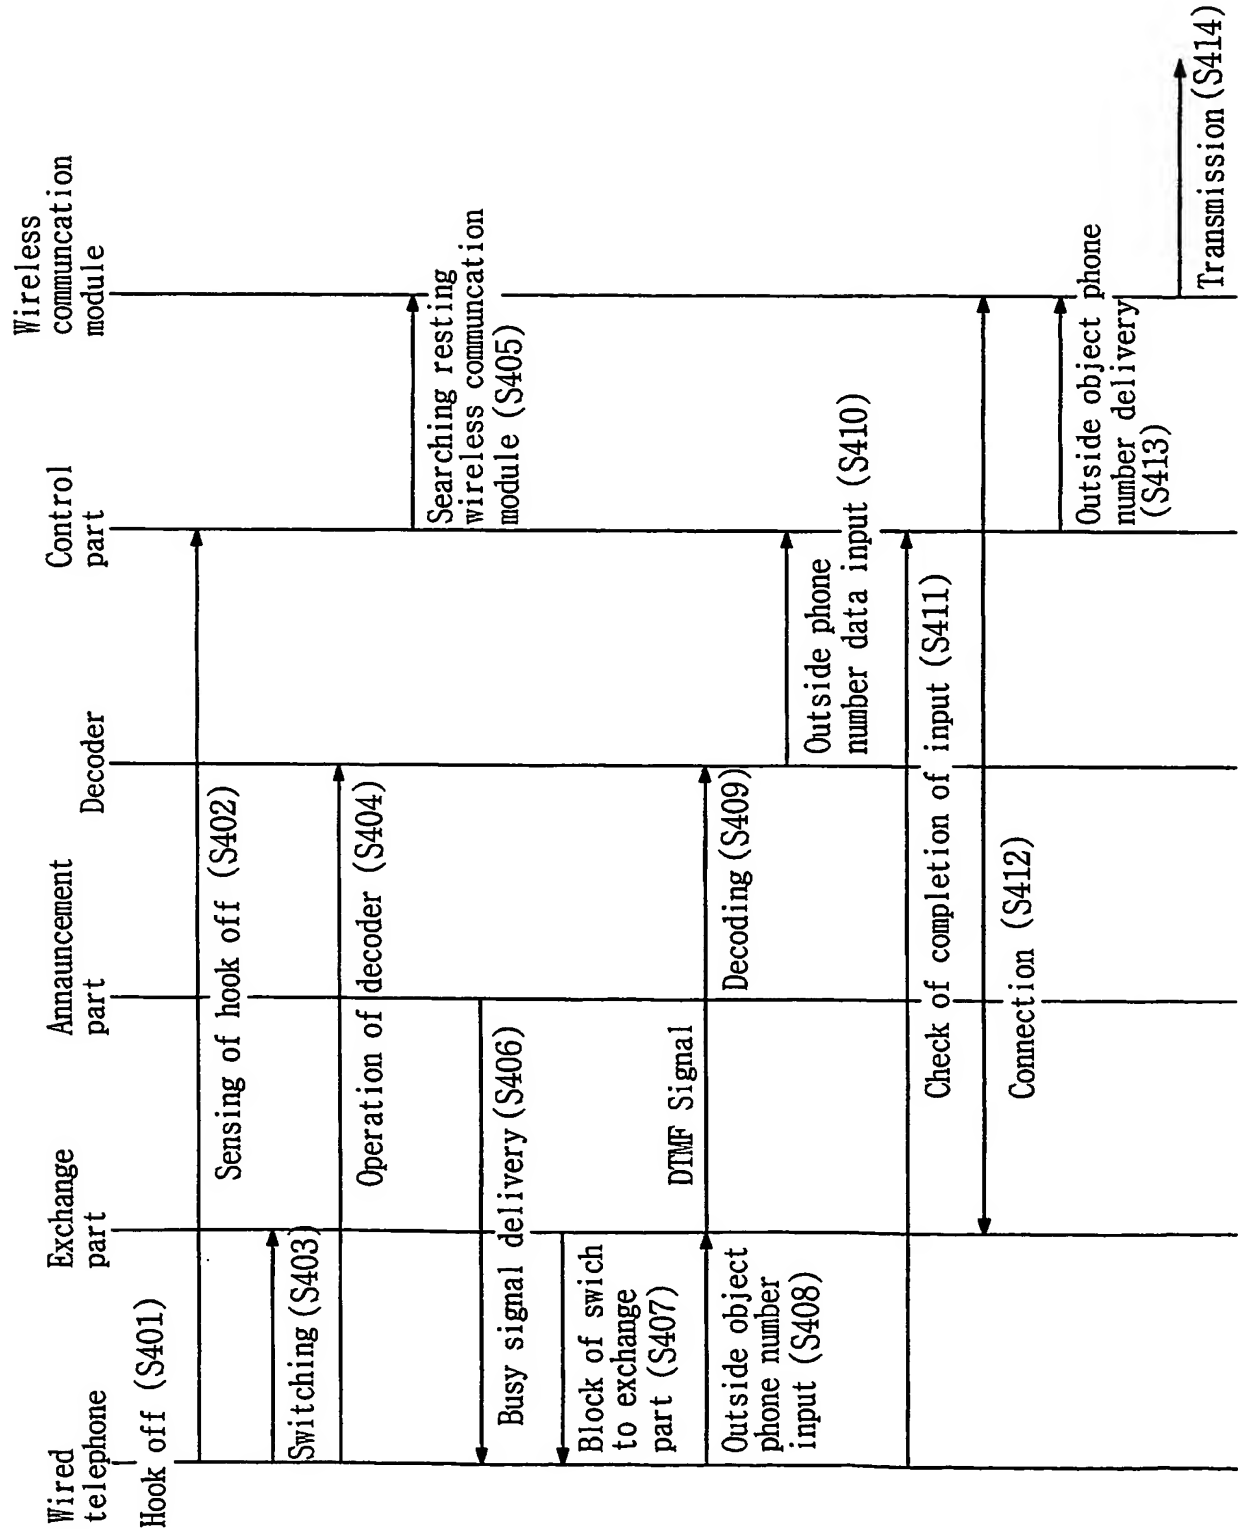 Wired
telephone
Exchange
part
Annauncement
part
Decoder
Control
part
Wireless
communcation
module
Hook off (S401)
Sensing of hook off (S402)
Switching (S403)
Operation of decoder (S404)
Searching resting
wireless communcation
module (S405)
Busy signal delivery (S406)
Block of swich
to exchange
part (S407)
Outside object
phone number
input (S408)
DTMF Signal
Decoding (S409)
Outside phone
number data input (S410)
Check of completion of input (S411)
Connection (S412)
Outside object phone
number delivery
(S413)
Transmission (S414)